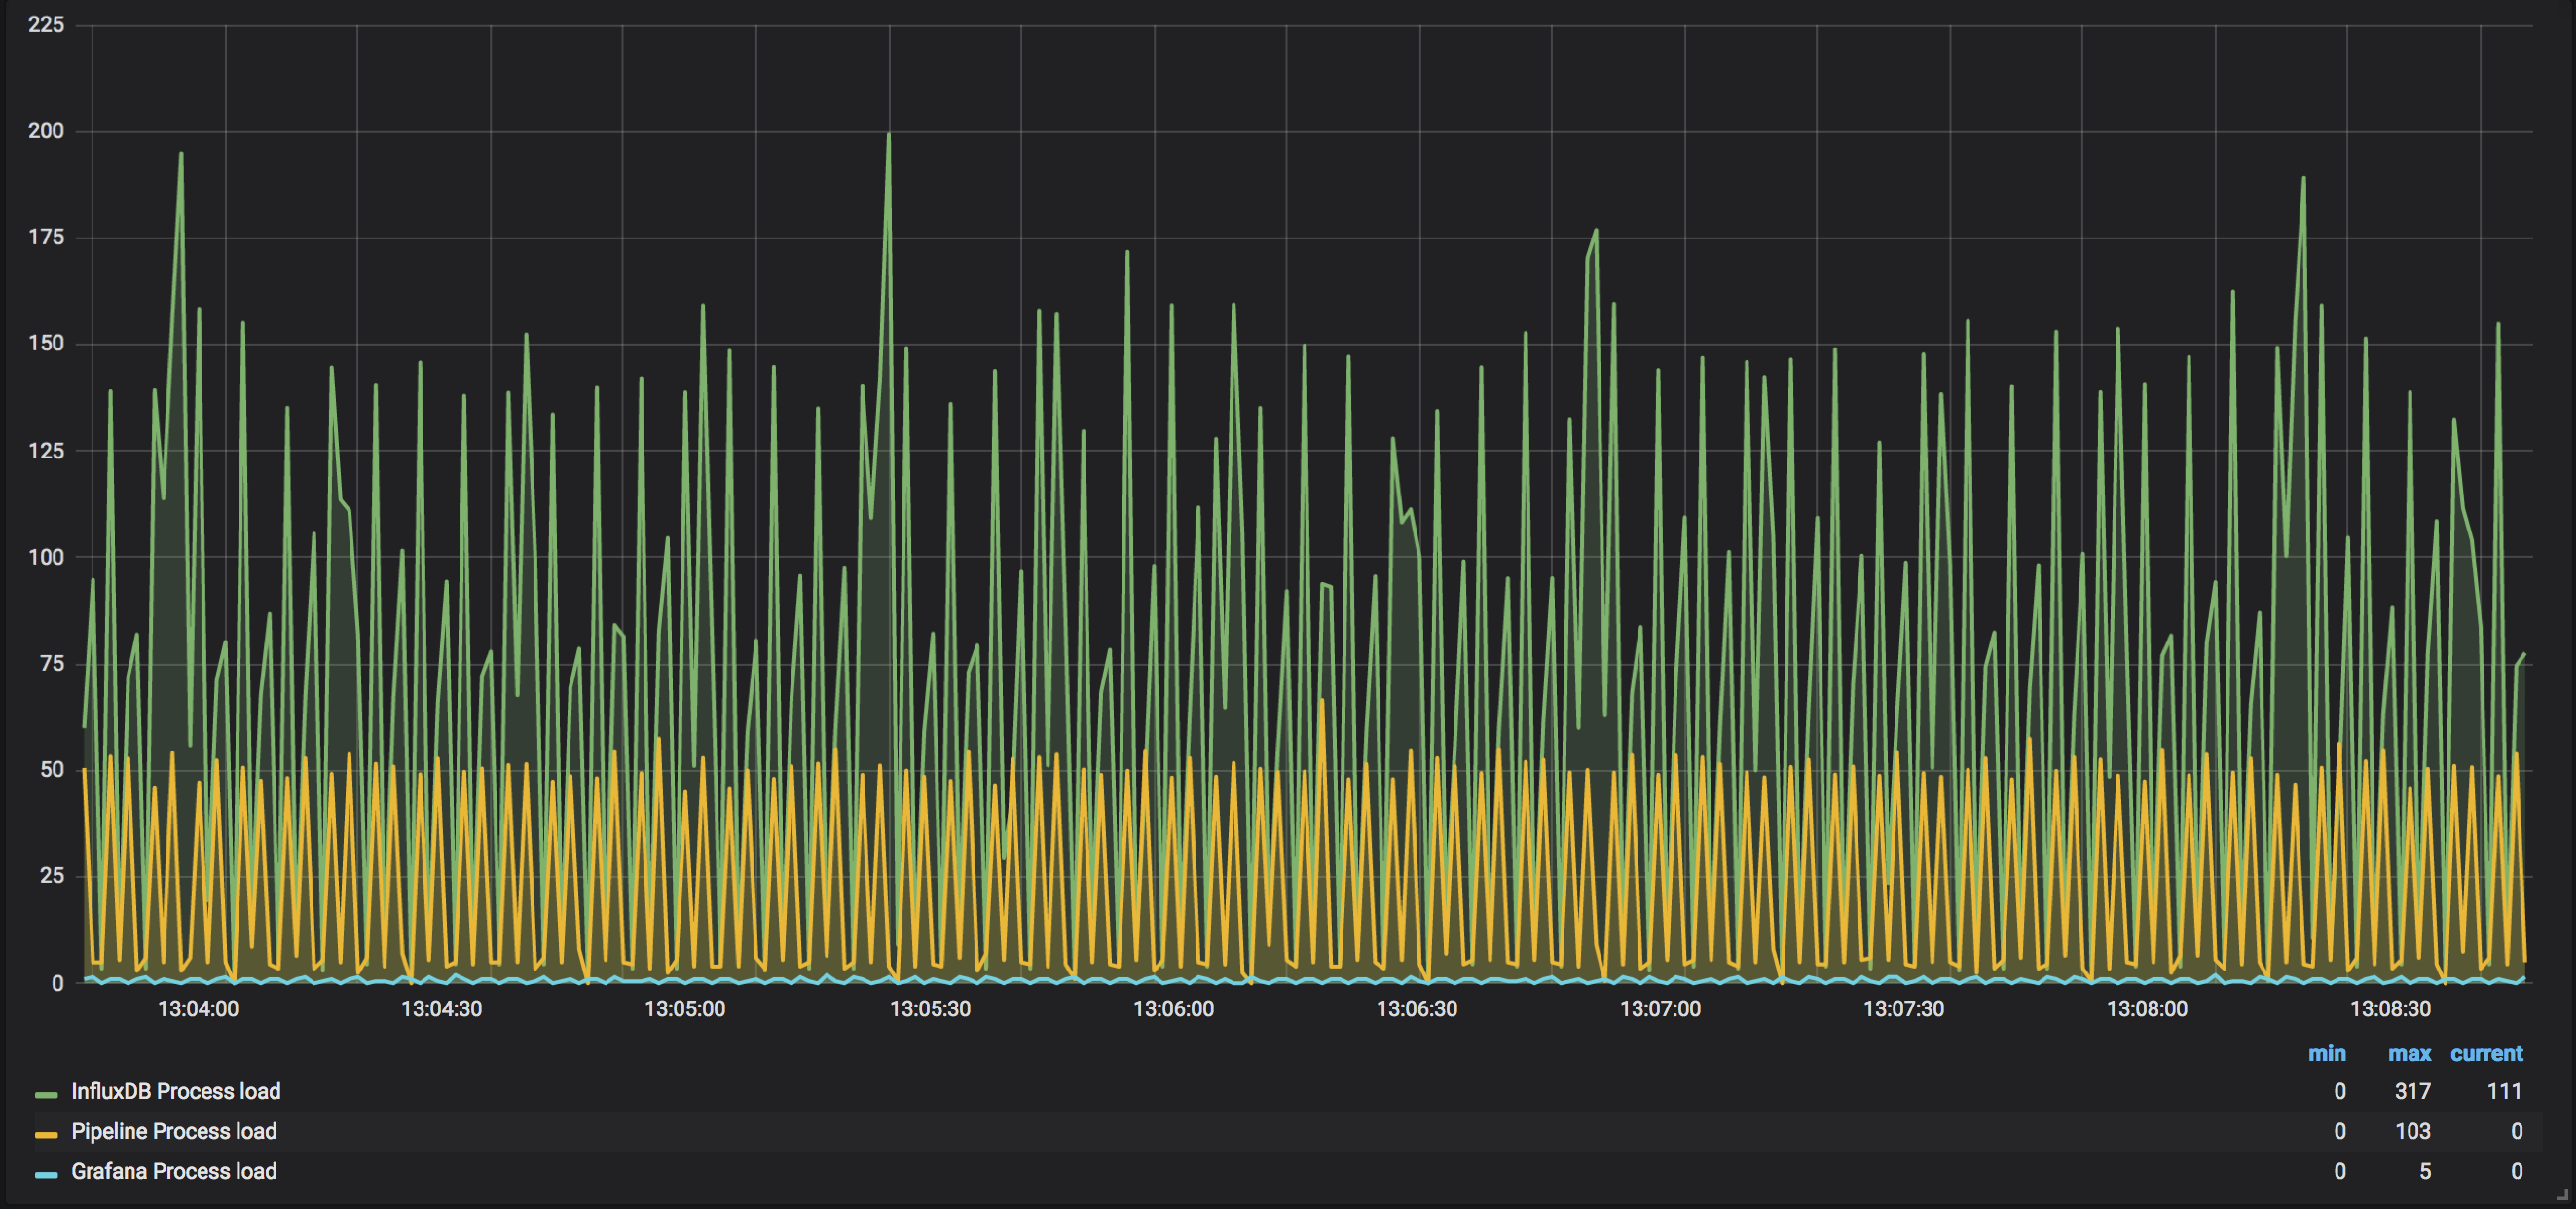 225
200
175
150
125
100
75
50
25
0
13:04:00 13:04:30 13:05:00 13:05:30 13:06:00 13:06:30 13:07:00 13:07:30 13:08:00 13:08:30
min max current
InfluxDB Process load 0 317 111
Pipeline Process load 0 103 0
Grafana Process load 0 5 0